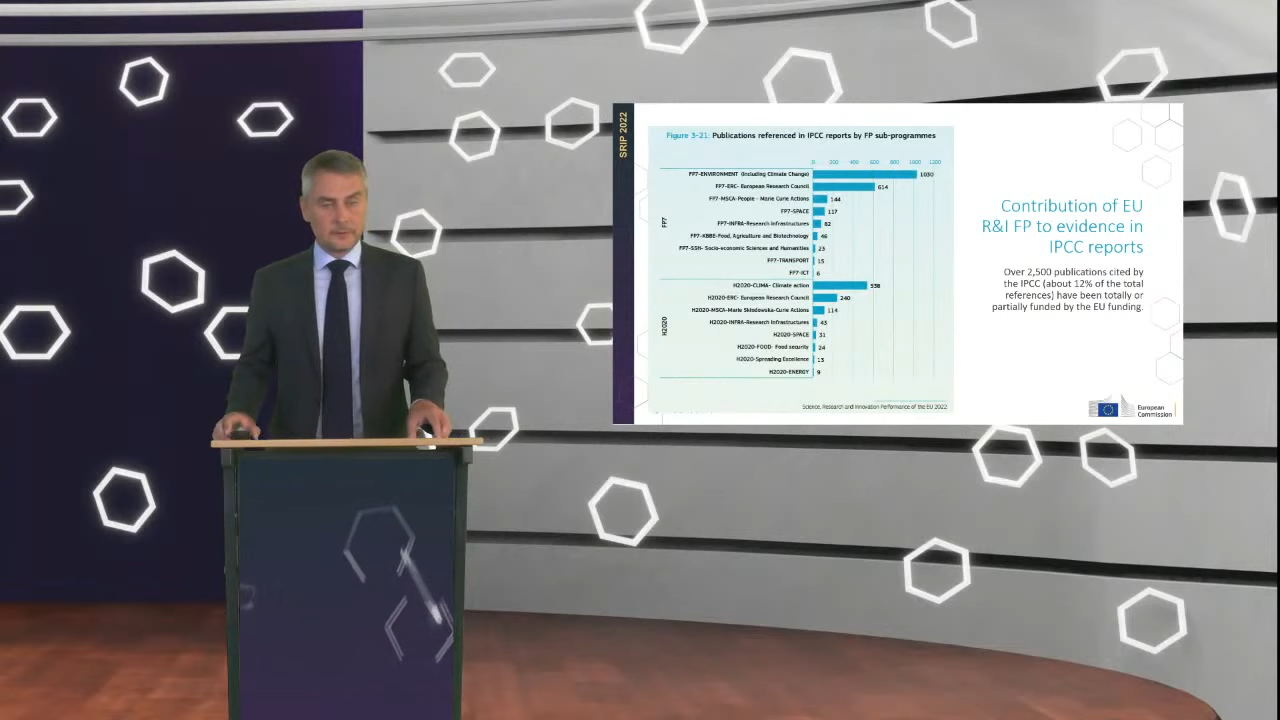 SRIP 2022
Figure 3-21: Publications referenced in IPCC reports by FP sub-programmes
0 200 400 600 800 1000 1200
FP7
FP7-ENVIRONMENT (including Climate Change) 1030
FP7-ERC- European Research Council 614
FP7-MSCA-People - Marie Curie Actions 144
FP7-SPACE 117
FP7-INFRA-Research Infrastructures 82
FP7-KBBE-Food, Agriculture and Biotechnology 46
FP7-SSH- Socio-economic Sciences and Humanities 23
FP7-TRANSPORT 15
FP7-ICT 6
H2020
H2020-CLIMA- Climate action 538
H2020-ERC- European Research Council 240
H2020-MSCA-Marie Skłodowska-Curie Actions 114
H2020-INFRA-Research Infrastructures 43
H2020-SPACE 31
H2020-FOOD- Food security 24
H2020-Spreading Excellence 13
H2020-ENERGY 9
Science, Research and Innovation Performance of the EU 2022
Contribution of EU
R&I FP to evidence in
IPCC reports
Over 2,500 publications cited by
the IPCC (about 12% of the total
references) have been totally or
partially funded by the EU funding.
European
Commission